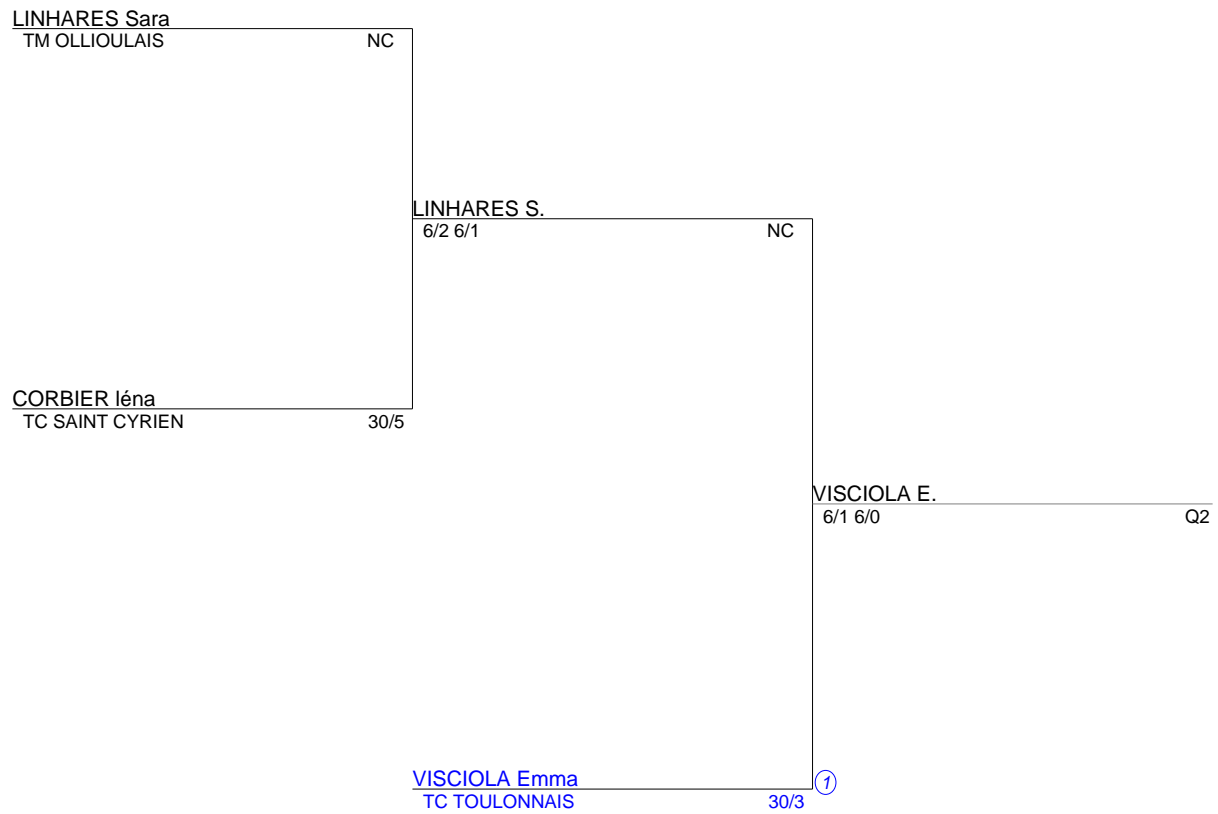 LINHARES Sara
TM OLLIOULAIS NC
LINHARES S.
6/2 6/1 NC
CORBIER léna
TC SAINT CYRIEN 30/5
VISCIOLA E.
6/1 6/0 Q2
VISCIOLA Emma 1
TC TOULONNAIS 30/3